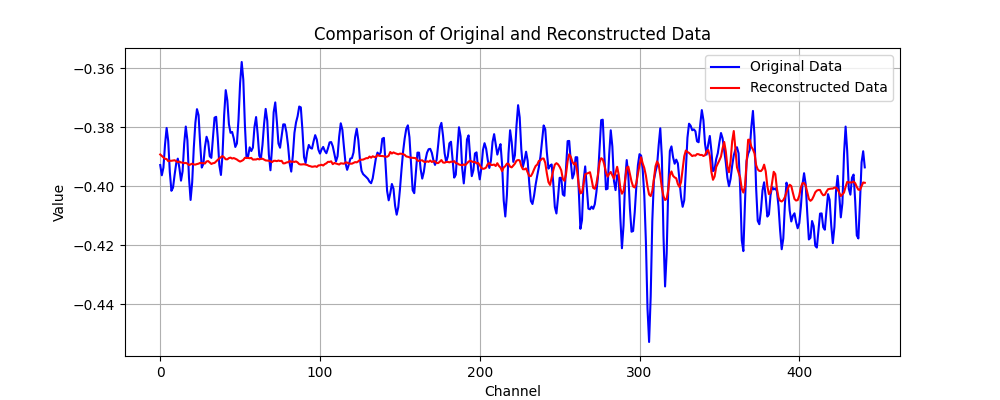 Comparison of Original and Reconstructed Data
Original Data
Reconstructed Data
−0.36
−0.38
−0.40
−0.42
−0.44
Value
0 100 200 300 400
Channel